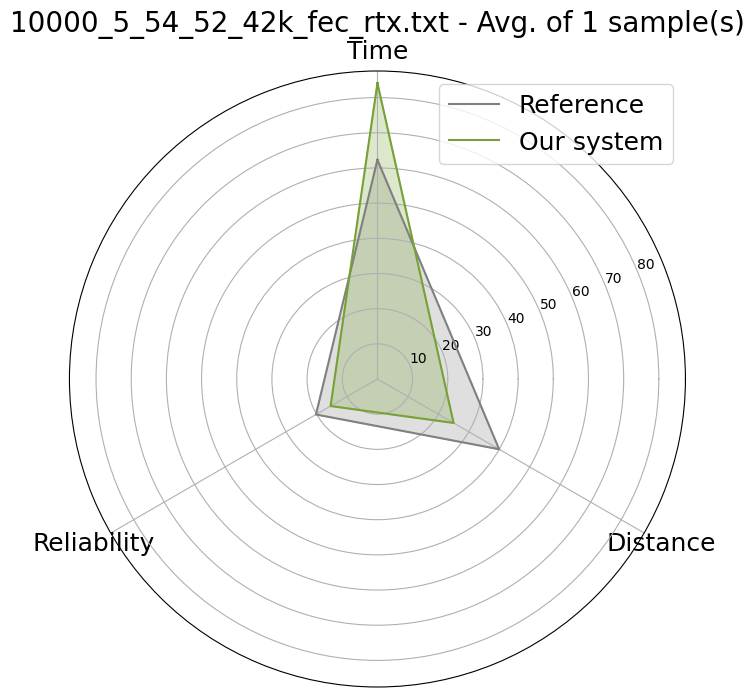 10000_5_54_52_42k_fec_rtx.txt - Avg. of 1 sample(s)
Time
Reference
Our system
80
70
60
50
40
30
20
10
Reliability
Distance